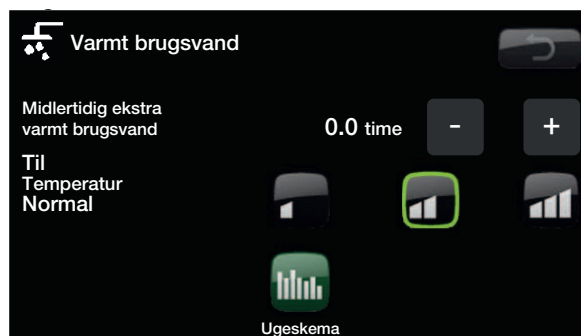 Varmt brugsvand
Midlertidig ekstra
varmt brugsvand
0.0 time - +
Til
Temperatur
Normal
Ugeskema